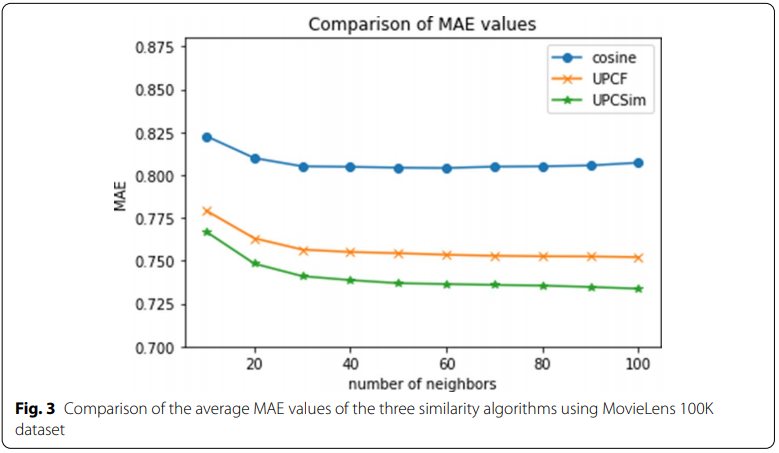 Comparison of MAE values
0.875
0.850
0.825
0.800
0.775
0.750
0.725
0.700
MAE
cosine
UPCF
UPCSim
20 40 60 80 100
number of neighbors
Fig. 3 Comparison of the average MAE values of the three similarity algorithms using MovieLens 100K
dataset